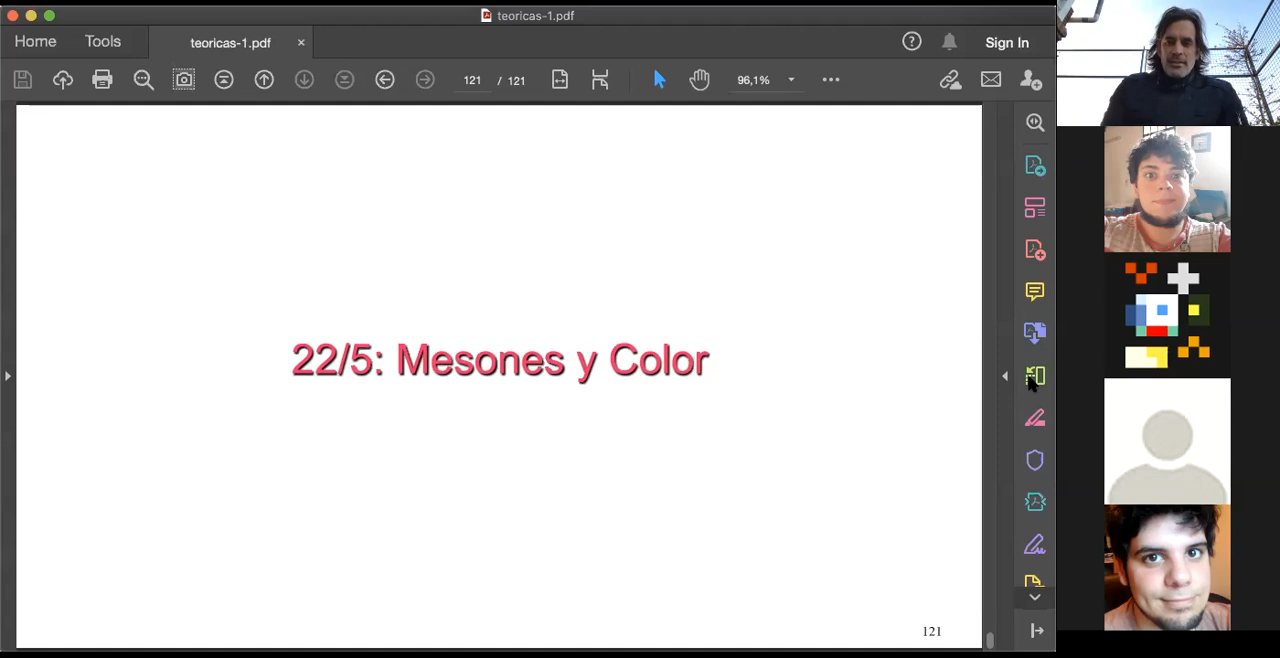 teoricas-1.pdf
Home
Tools
teoricas-1.pdf
Sign In
121 / 121
96,1%
22/5: Mesones y Color
121